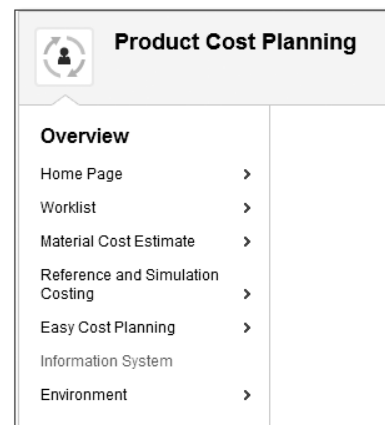 Product Cost Planning
Overview
Home Page
Worklist
Material Cost Estimate
Reference and Simulation
Costing
Easy Cost Planning
Information System
Environment